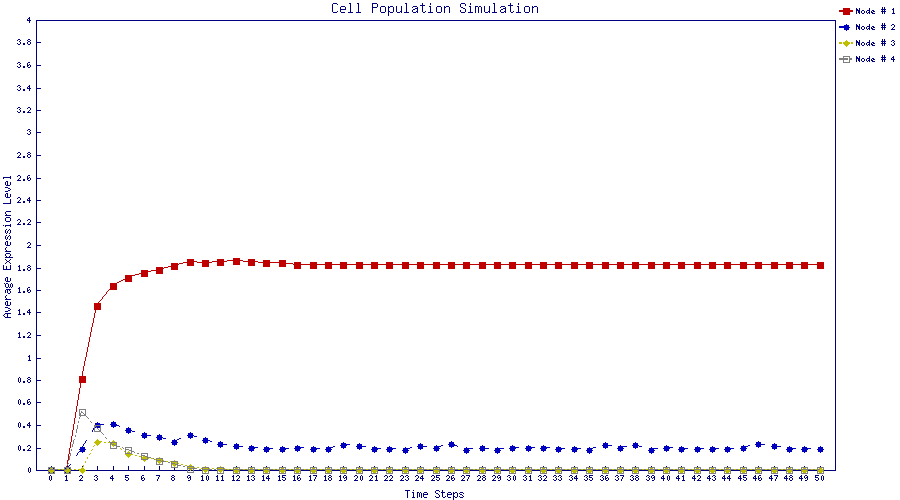 Cell Population Simulation
Node # 1
Node # 2
Node # 3
Node # 4
Average Expression Level
4
3.8
3.6
3.4
3.2
3
2.8
2.6
2.4
2.2
2
1.8
1.6
1.4
1.2
1
0.8
0.6
0.4
0.2
0
0 1 2 3 4 5 6 7 8 9 10 11 12 13 14 15 16 17 18 19 20 21 22 23 24 25 26 27 28 29 30 31 32 33 34 35 36 37 38 39 40 41 42 43 44 45 46 47 48 49 50
Time Steps